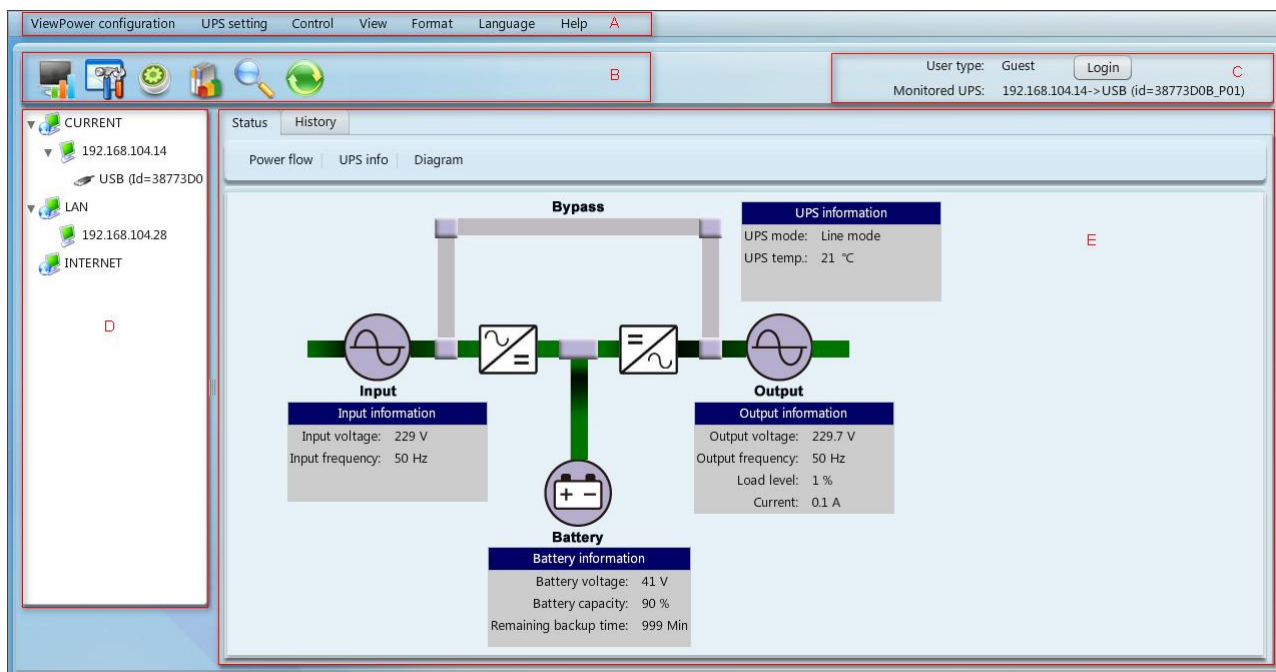 ViewPower configuration UPS setting Control View Format Language Help A
B
User type: Guest Login C
Monitored UPS: 192.168.104.14->USB (id=38773D0B_P01)
CURRENT
192.168.104.14
USB (Id=38773D0
LAN
192.168.104.28
INTERNET
D
Status History
Power flow UPS info Diagram
Bypass
UPS information
UPS mode: Line mode
UPS temp.: 21 °C
E
Input
Input information
Input voltage: 229 V
Input frequency: 50 Hz
Output
Output information
Output voltage: 229.7 V
Output frequency: 50 Hz
Load level: 1 %
Current: 0.1 A
Battery
Battery information
Battery voltage: 41 V
Battery capacity: 90 %
Remaining backup time: 999 Min